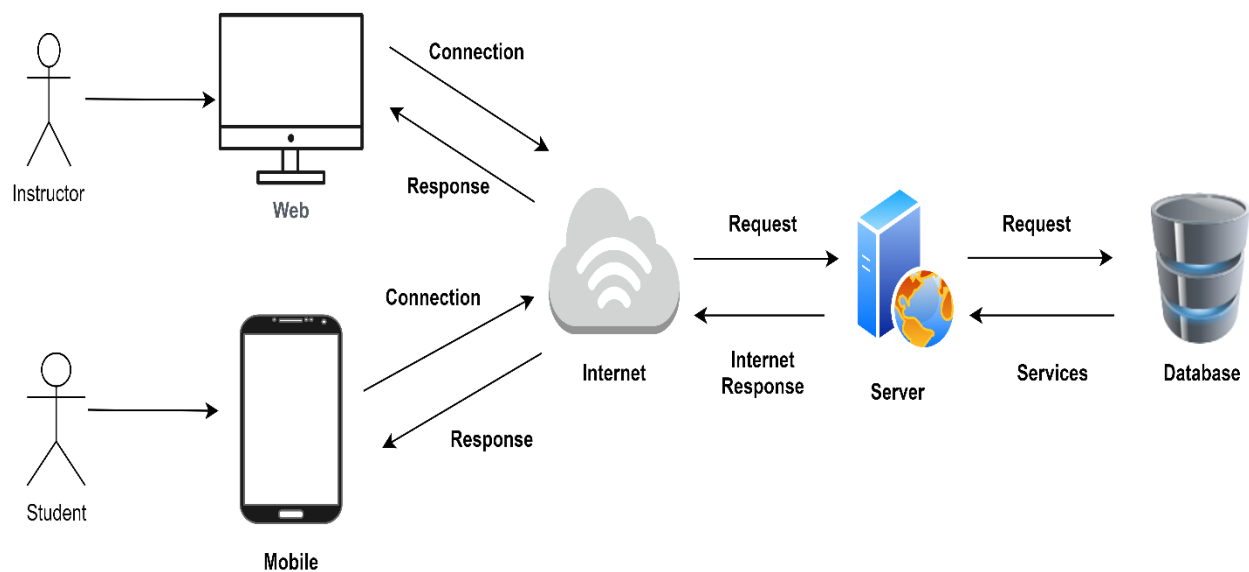 Connection
Instructor
Response
Web
Request
Request
Connection
Internet
Internet
Response
Server
Services
Database
Response
Student
Mobile